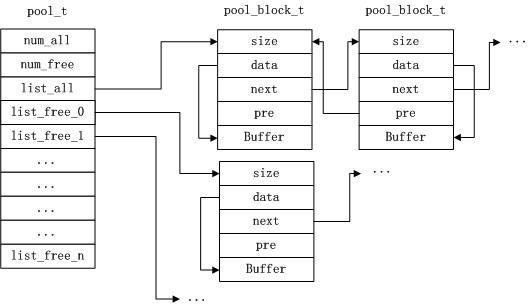 pool_t
num_all
num_free
list_all
list_free_0
list_free_1
...
...
...
...
list_free_n
pool_block_t
size
data
next
pre
Buffer
pool_block_t
size
data
next
pre
Buffer
...
size
data
next
pre
Buffer
...
...